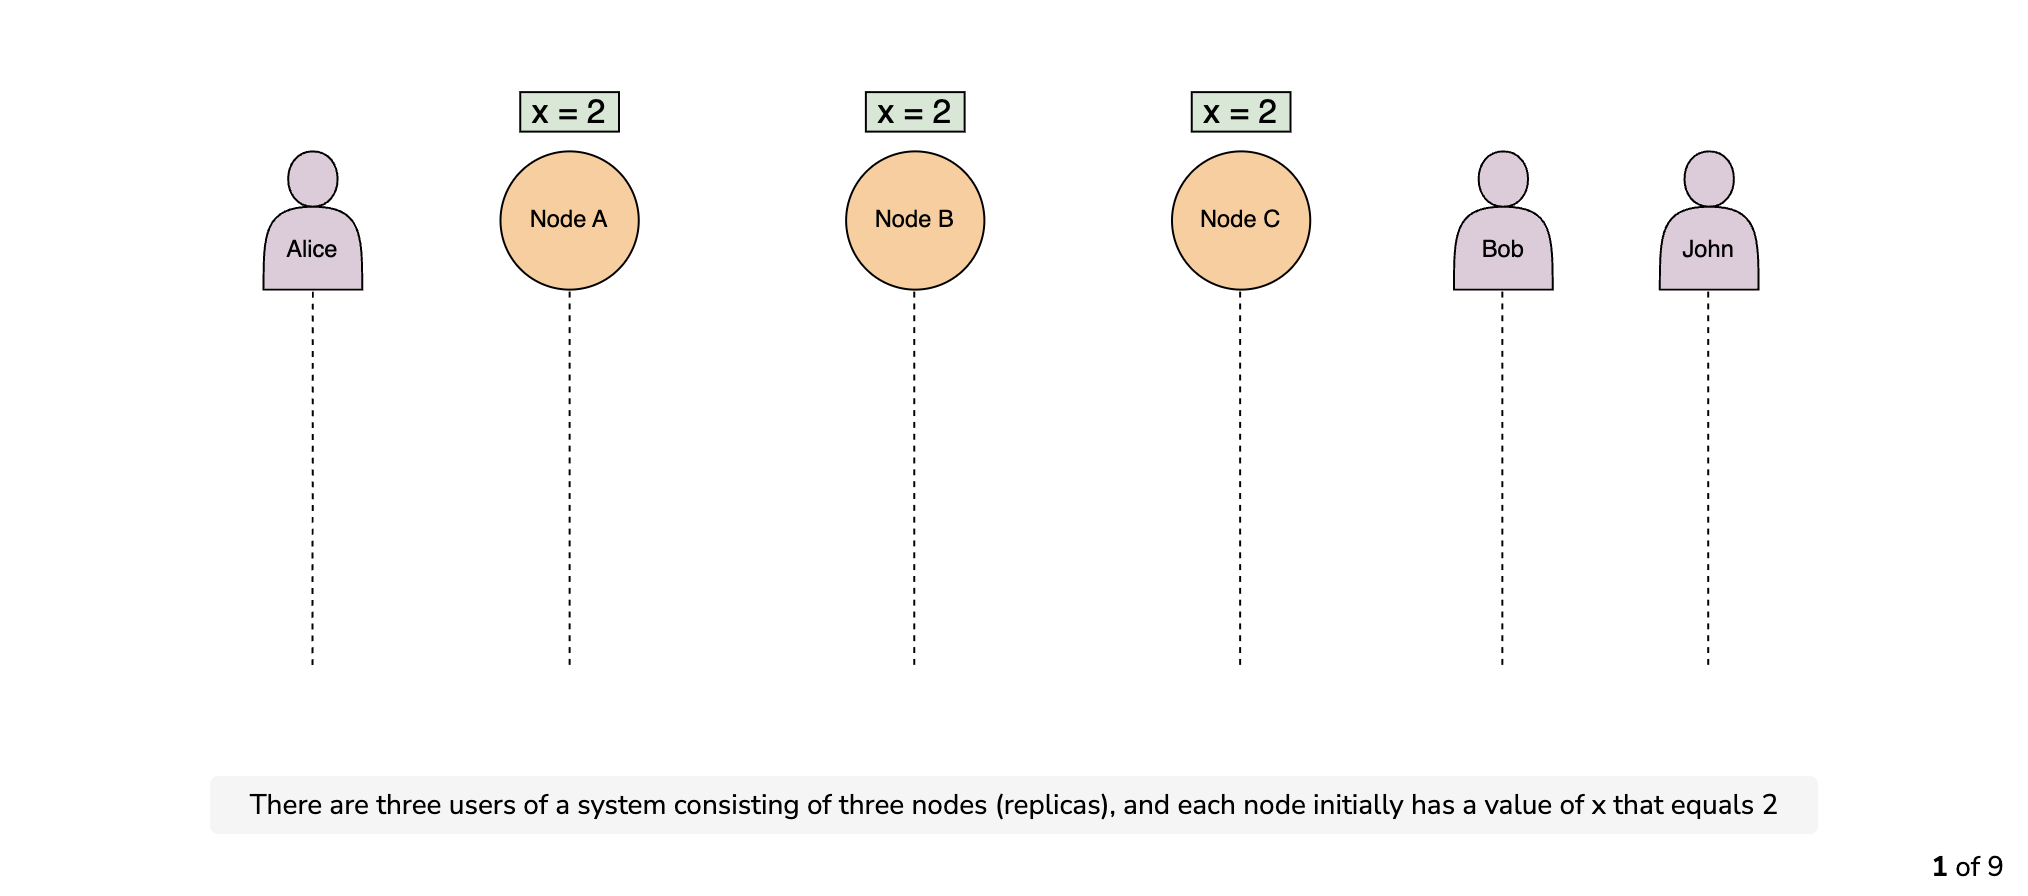 x = 2
x = 2
x = 2
Alice
Node A
Node B
Node C
Bob
John
There are three users of a system consisting of three nodes (replicas), and each node initially has a value of x that equals 2
1 of 9